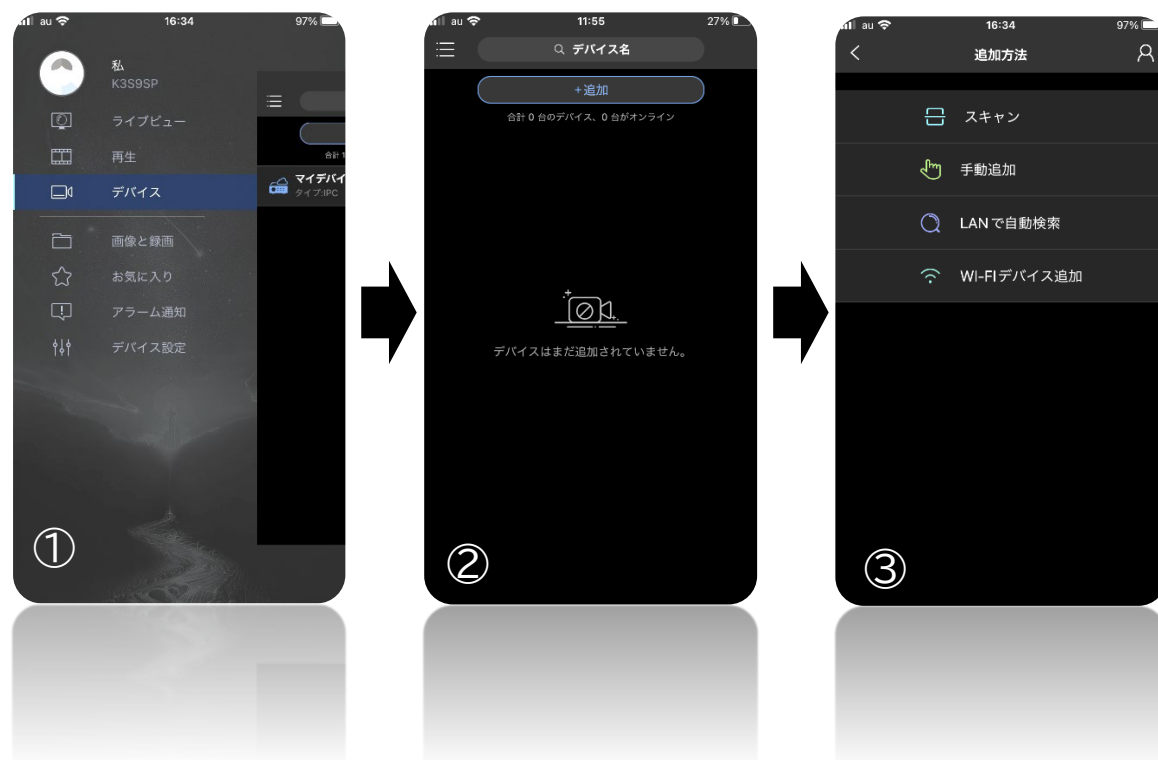 au 16:34 97%
私
K3S9SP
ライブビュー
再生
デバイス
画像と録画
お気に入り
アラーム通知
デバイス設定
合計 1
マイデバイ
タイプ:IPC
①
au 11:55 27%
デバイス名
+追加
合計 0 台のデバイス、0 台がオンライン
デバイスはまだ追加されていません。
②
au 16:34 97%
追加方法
スキャン
手動追加
LANで自動検索
WI-FIデバイス追加
③